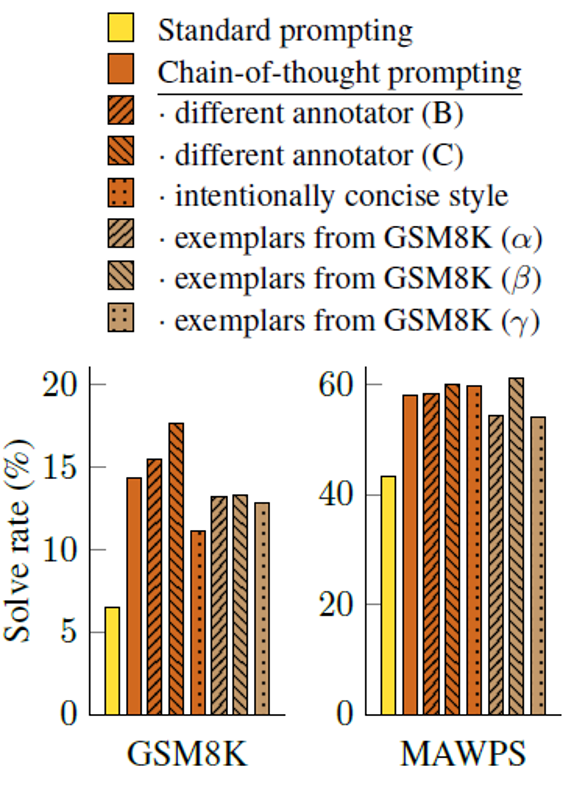 Standard prompting
Chain-of-thought prompting
· different annotator (B)
· different annotator (C)
· intentionally concise style
· exemplars from GSM8K (α)
· exemplars from GSM8K (β)
· exemplars from GSM8K (γ)
Solve rate (%)
20
15
10
5
0
GSM8K
60
40
20
0
MAWPS